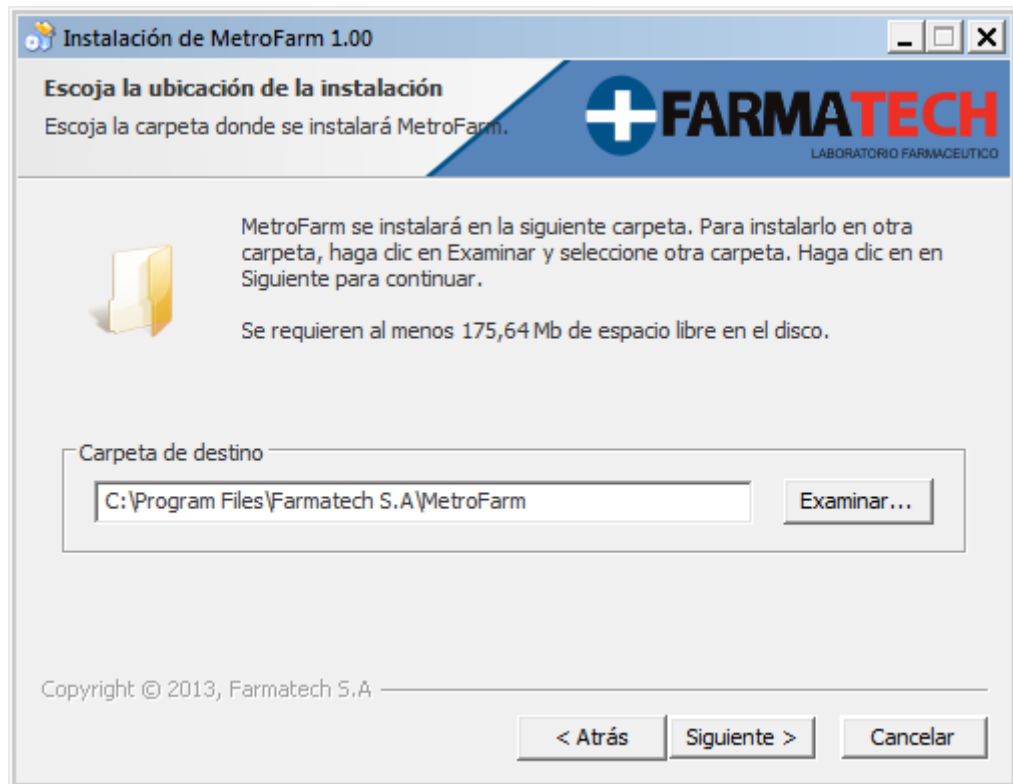 Instalación de MetroFarm 1.00
Escoja la ubicación de la instalación
Escoja la carpeta donde se instalará MetroFarm.
FARMATECH
LABORATORIO FARMACEUTICO
MetroFarm se instalará en la siguiente carpeta. Para instalarlo en otra
carpeta, haga clic en Examinar y seleccione otra carpeta. Haga clic en en
Siguiente para continuar.
Se requieren al menos 175,64 Mb de espacio libre en el disco.
Carpeta de destino
C:\Program Files\Farmatech S.A\MetroFarm
Examinar...
Copyright © 2013, Farmatech S.A
< Atrás
Siguiente >
Cancelar